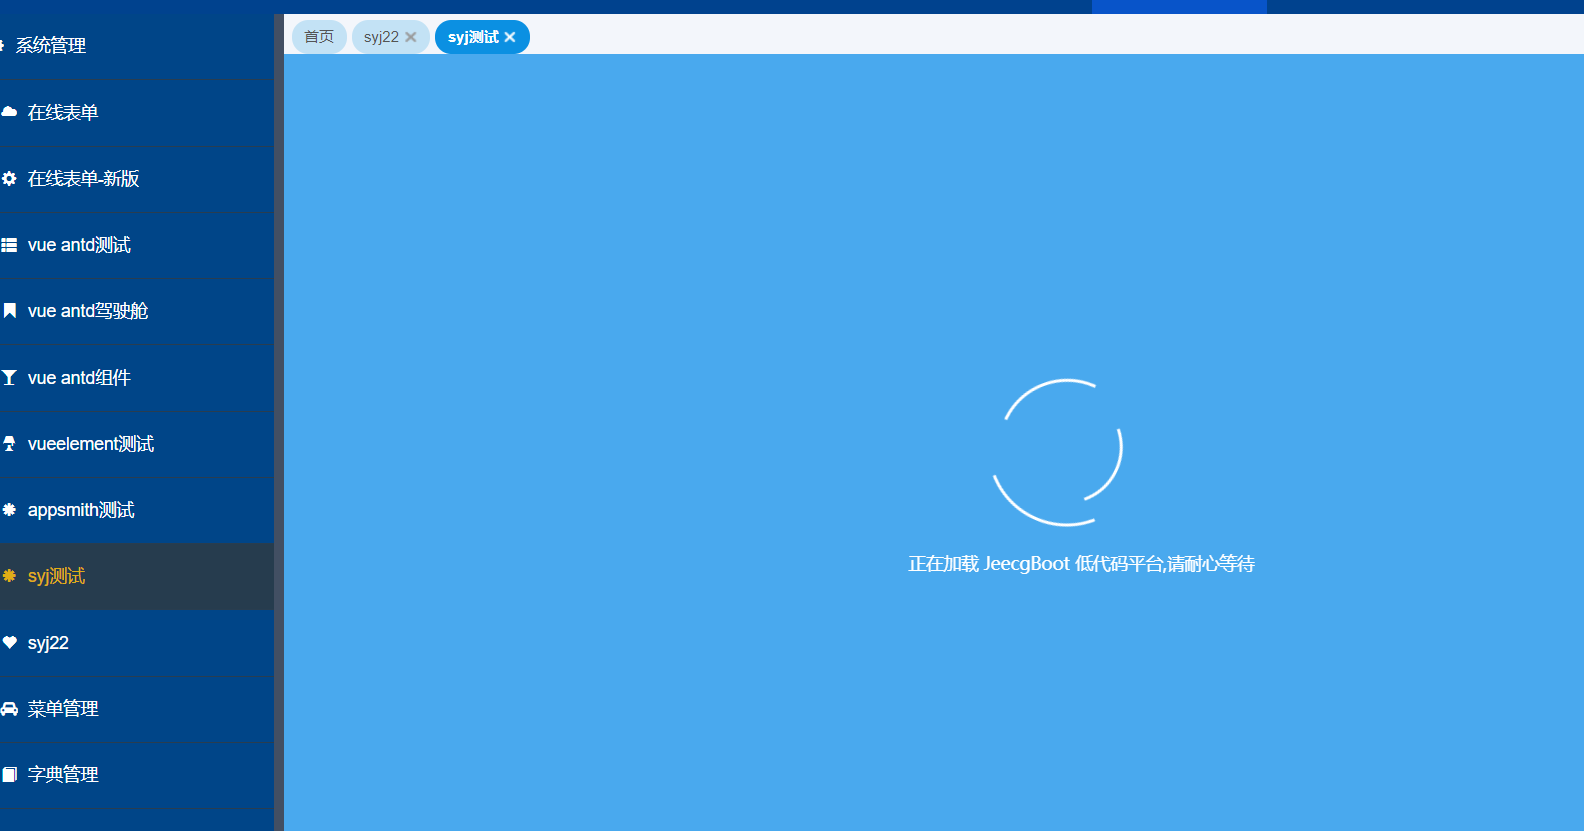 首页 syj22 syj测试
系统管理
在线表单
在线表单-新版
vue antd测试
vue antd驾驶舱
vue antd组件
vueelement测试
appsmith测试
syj测试
syj22
菜单管理
字典管理
正在加载 JeecgBoot 低代码平台,请耐心等待